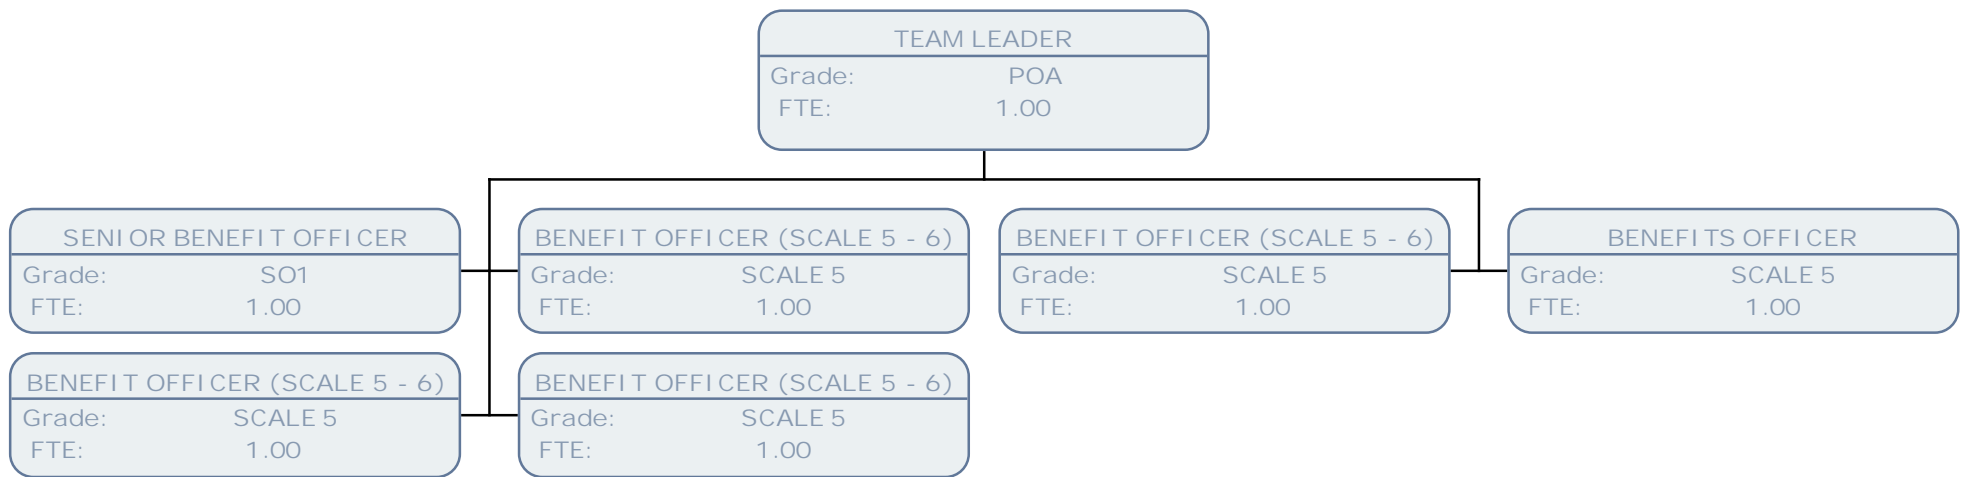 TEAM LEADER
Grade: POA
FTE: 1.00
SENIOR BENEFIT OFFICER
Grade: SO1
FTE: 1.00
BENEFIT OFFICER (SCALE 5 - 6)
Grade: SCALE 5
FTE: 1.00
BENEFIT OFFICER (SCALE 5 - 6)
Grade: SCALE 5
FTE: 1.00
BENEFITS OFFICER
Grade: SCALE 5
FTE: 1.00
BENEFIT OFFICER (SCALE 5 - 6)
Grade: SCALE 5
FTE: 1.00
BENEFIT OFFICER (SCALE 5 - 6)
Grade: SCALE 5
FTE: 1.00